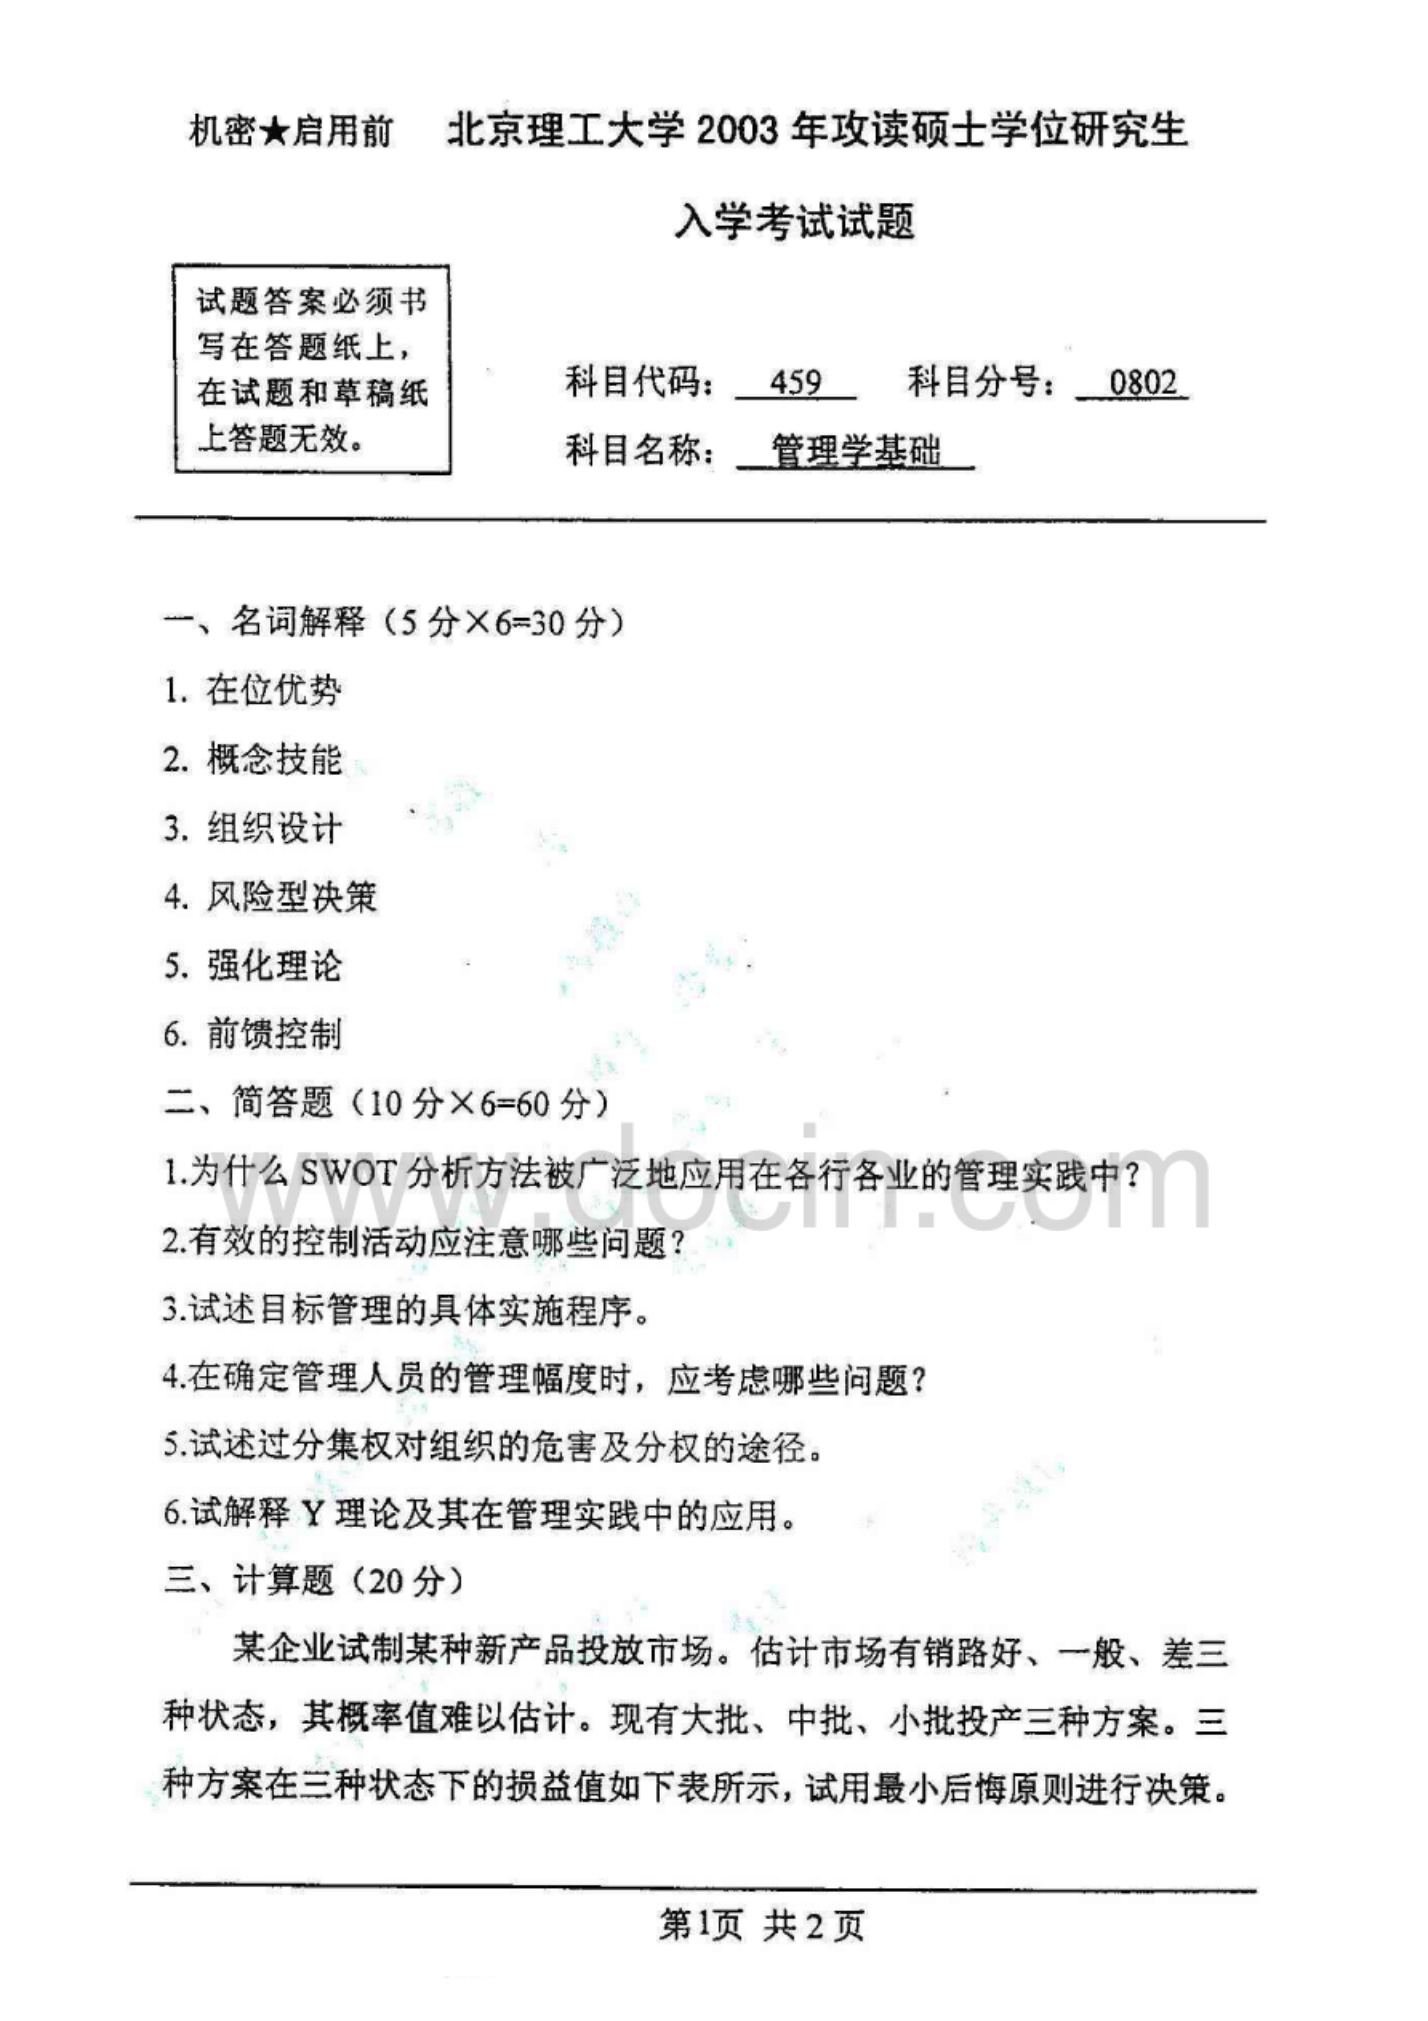 机密★启用前 北京理工大学 2003 年攻读硕士学位研究生
入学考试试题
试题答案必须书
写在答题纸上，
在试题和草稿纸
上答题无效。
科目代码： 459 科目分号： 0802
科目名称： 管理学基础
一、名词解释（5 分×6=30 分）
1. 在位优势
2. 概念技能
3. 组织设计
4. 风险型决策
5. 强化理论
6. 前馈控制
二、简答题（10 分×6=60 分）
1.为什么 SWOT 分析方法被广泛地应用在各行各业的管理实践中？
www.docin.com
2.有效的控制活动应注意哪些问题？
3.试述目标管理的具体实施程序。
4.在确定管理人员的管理幅度时，应考虑哪些问题？
5.试述过分集权对组织的危害及分权的途径。
6.试解释 Y 理论及其在管理实践中的应用。
三、计算题（20 分）
某企业试制某种新产品投放市场。估计市场有销路好、一般、差三
种状态，其概率值难以估计。现有大批、中批、小批投产三种方案。三
种方案在三种状态下的损益值如下表所示，试用最小后悔原则进行决策。
第1页 共 2 页